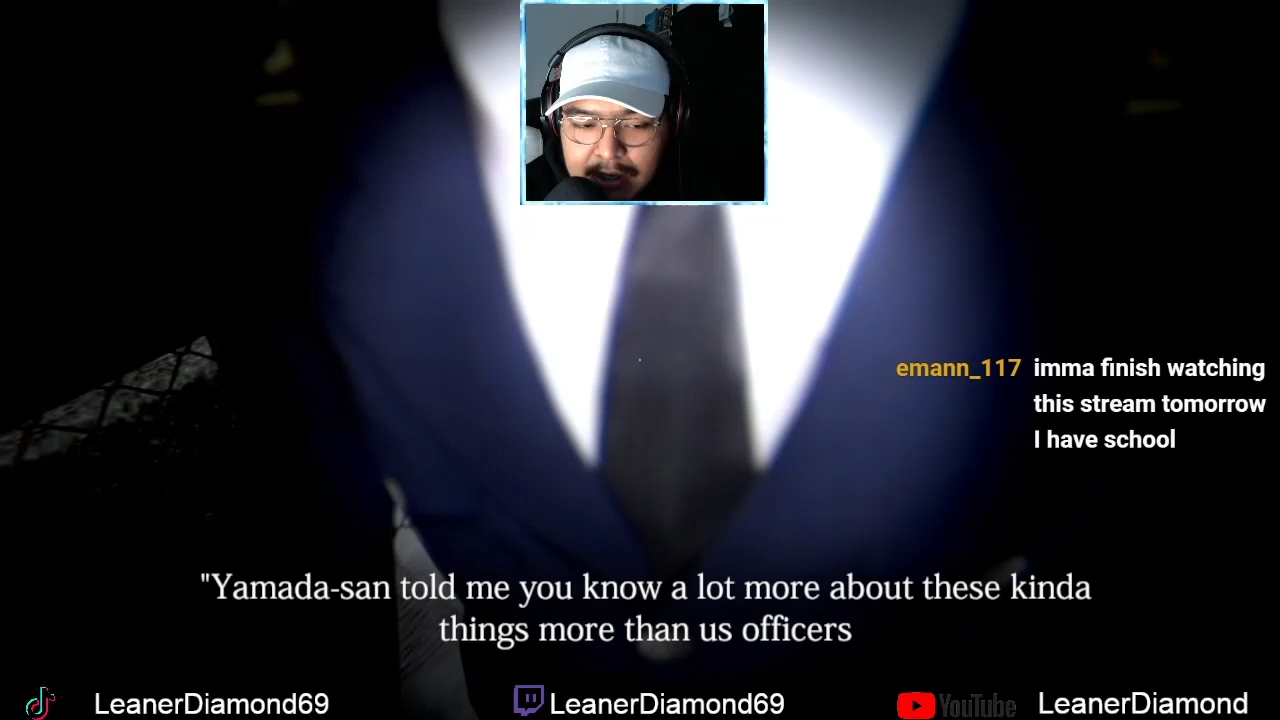 emann_117 imma finish watching
this stream tomorrow
I have school
"Yamada-san told me you know a lot more about these kinda
things more than us officers
LeanerDiamond69 LeanerDiamond69 YouTube LeanerDiamond